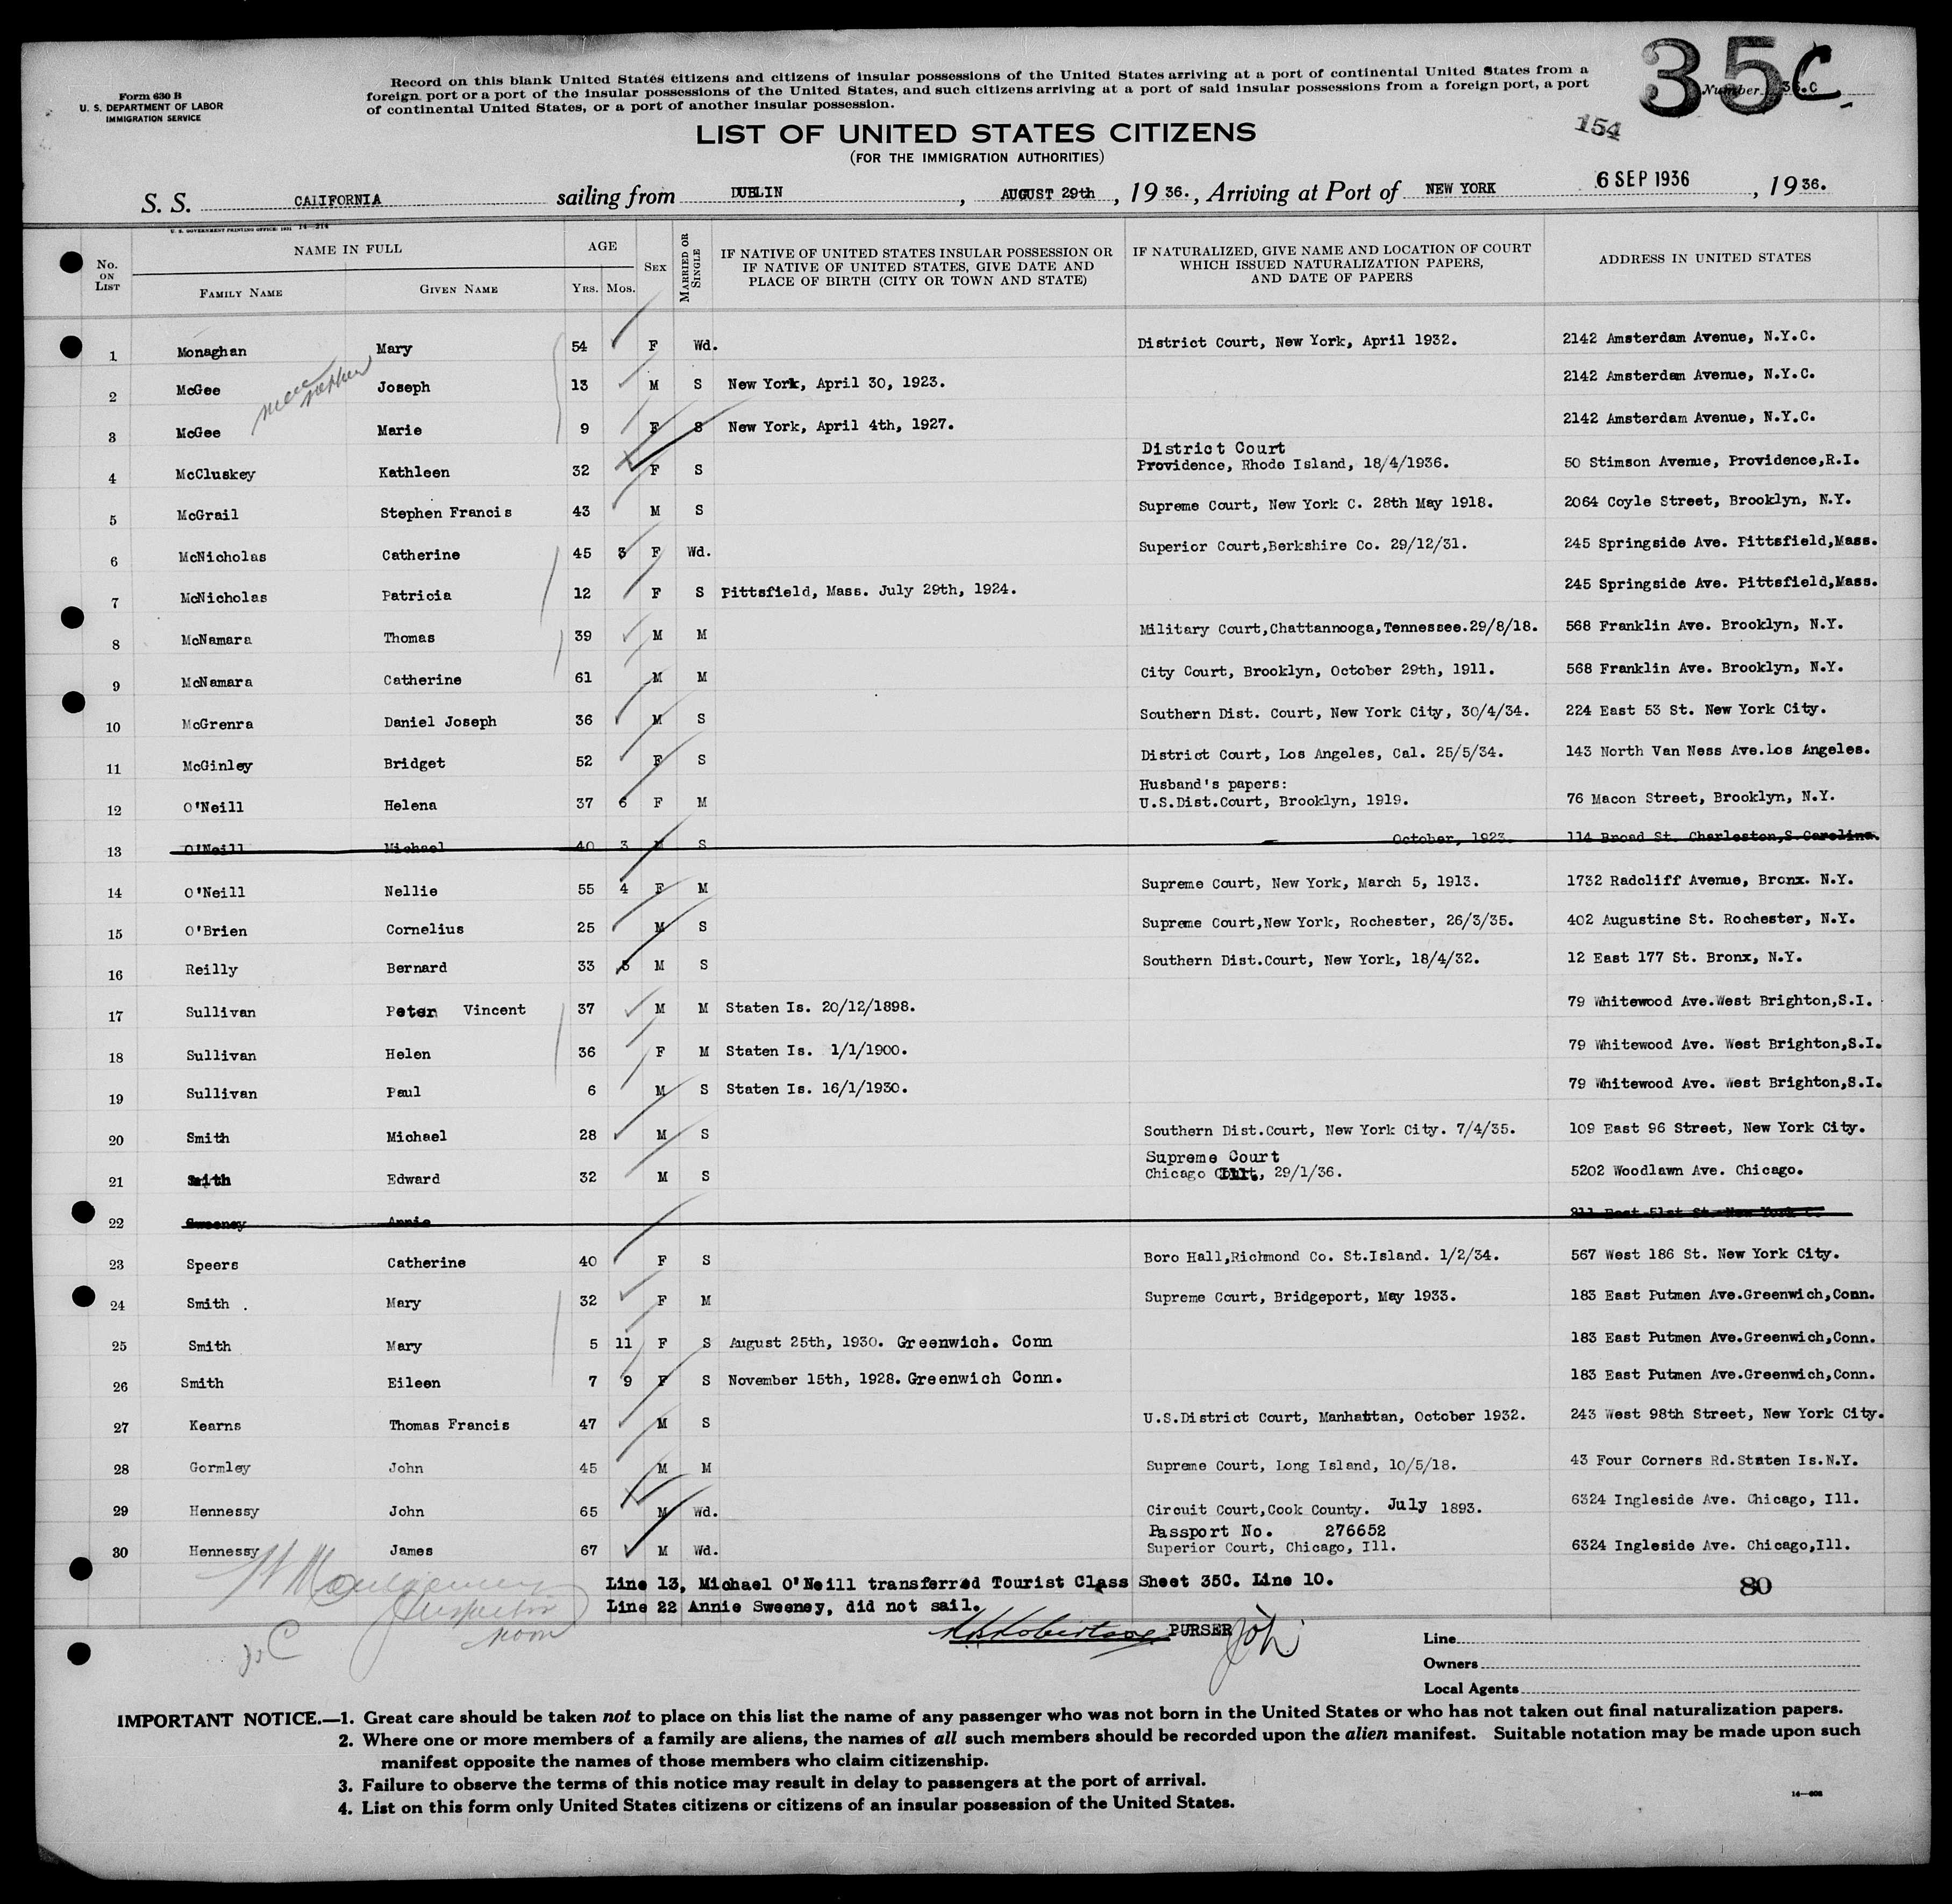 Form 630 B
U. S. DEPARTMENT OF LABOR
IMMIGRATION SERVICE
Record on this blank United States citizens and citizens of insular possessions of the United States arriving at a port of continental United States from a
foreign port or a port of the insular possessions of the United States, and such citizens arriving at a port of said insular possessions from a foreign port, a port
of continental United States, or a port of another insular possession.
35C
Number
154
LIST OF UNITED STATES CITIZENS
(FOR THE IMMIGRATION AUTHORITIES)
S. S. CALIFORNIA sailing from DUBLIN, AUGUST 29th, 1936., Arriving at Port of NEW YORK 6 SEP 1936, 1936.
U. S. GOVERNMENT PRINTING OFFICE: 1931 14—214
No. ON LIST
NAME IN FULL
FAMILY NAME GIVEN NAME
AGE
YRS. MOS.
SEX
MARRIED OR SINGLE
IF NATIVE OF UNITED STATES INSULAR POSSESSION OR
IF NATIVE OF UNITED STATES, GIVE DATE AND
PLACE OF BIRTH (CITY OR TOWN AND STATE)
IF NATURALIZED, GIVE NAME AND LOCATION OF COURT
WHICH ISSUED NATURALIZATION PAPERS,
AND DATE OF PAPERS
ADDRESS IN UNITED STATES
1 Monaghan Mary 54 F Wd. District Court, New York, April 1932. 2142 Amsterdam Avenue, N.Y.C.
niece nephew
2 McGee Joseph 13 M S New York, April 30, 1923. 2142 Amsterdam Avenue, N.Y.C.
3 McGee Marie 9 F S New York, April 4th, 1927. 2142 Amsterdam Avenue, N.Y.C.
District Court
4 McCluskey Kathleen 32 F S Providence, Rhode Island, 18/4/1936. 50 Stimson Avenue, Providence,R.I.
5 McGrail Stephen Francis 43 M S Supreme Court, New York C. 28th May 1918. 2064 Coyle Street, Brooklyn, N.Y.
6 McNicholas Catherine 45 3 F Wd. Superior Court,Berkshire Co. 29/12/31. 245 Springside Ave. Pittsfield,Mass.
7 McNicholas Patricia 12 F S Pittsfield, Mass. July 29th, 1924. 245 Springside Ave. Pittsfield,Mass.
8 McNamara Thomas 39 M M Military Court,Chattannooga,Tennessee.29/8/18. 568 Franklin Ave. Brooklyn, N.Y.
9 McNamara Catherine 61 M M City Court, Brooklyn, October 29th, 1911. 568 Franklin Ave. Brooklyn, N.Y.
10 McGrenra Daniel Joseph 36 M S Southern Dist. Court, New York City, 30/4/34. 224 East 53 St. New York City.
11 McGinley Bridget 52 F S District Court, Los Angeles, Cal. 25/5/34. 143 North Van Ness Ave.Los Angeles.
Husband's papers:
12 O'Neill Helena 37 6 F M U.S.Dist.Court, Brooklyn, 1919. 76 Macon Street, Brooklyn, N.Y.
13 O'Neill Michael 40 3 M S October, 1923. 114 Broad St. Charleston,S.Carolina.
14 O'Neill Nellie 55 4 F M Supreme Court, New York, March 5, 1913. 1732 Radcliff Avenue, Bronx. N.Y.
15 O'Brien Cornelius 25 M S Supreme Court,New York, Rochester, 26/3/35. 402 Augustine St. Rochester, N.Y.
16 Reilly Bernard 33 M S Southern Dist.Court, New York, 18/4/32. 12 East 177 St. Bronx, N.Y.
17 Sullivan Peter Vincent 37 M M Staten Is. 20/12/1898. 79 Whitewood Ave.West Brighton,S.I.
18 Sullivan Helen 36 F M Staten Is. 1/1/1900. 79 Whitewood Ave. West Brighton,S.I.
19 Sullivan Paul 6 M S Staten Is. 16/1/1930. 79 Whitewood Ave. West Brighton,S.I.
20 Smith Michael 28 M S Southern Dist.Court, New York City. 7/4/35. 109 East 96 Street, New York City.
Supreme Court
21 Smith Edward 32 M S Chicago Ill., 29/1/36. 5202 Woodlawn Ave. Chicago.
22 Sweeney Annie 311 East 51st St. New York C.
23 Speers Catherine 40 F S Boro Hall,Richmond Co. St.Island. 1/2/34. 567 West 186 St. New York City.
24 Smith . Mary 32 F M Supreme Court, Bridgeport, May 1933. 183 East Putmen Ave.Greenwich,Conn.
25 Smith Mary 5 11 F S August 25th, 1930. Greenwich. Conn 183 East Putmen Ave.Greenwich,Conn.
26 Smith Eileen 7 9 F S November 15th, 1928. Greenwich Conn. 183 East Putmen Ave.Greenwich,Conn.
27 Kearns Thomas Francis 47 M S U.S.District Court, Manhattan, October 1932. 243 West 98th Street, New York City.
28 Gormley John 45 M M Supreme Court, Long Island, 10/5/18. 43 Four Corners Rd.Staten Is.N.Y.
29 Hennessy John 65 M Wd. Circuit Court,Cook County. July 1893. 6324 Ingleside Ave. Chicago, Ill.
Passport No. 276652
30 Hennessy James 67 M Wd. Superior Court, Chicago, Ill. 6324 Ingleside Ave. Chicago,Ill.
Line 13, Michael O'Neill transferred Tourist Class Sheet 35C. Line 10.
80
Line 22 Annie Sweeney, did not sail.
Montgomery
Inspector
Robertson PURSER
Line
Owners
Local Agents
IMPORTANT NOTICE.—1. Great care should be taken not to place on this list the name of any passenger who was not born in the United States or who has not taken out final naturalization papers.
2. Where one or more members of a family are aliens, the names of all such members should be recorded upon the alien manifest. Suitable notation may be made upon such
manifest opposite the names of those members who claim citizenship.
3. Failure to observe the terms of this notice may result in delay to passengers at the port of arrival.
4. List on this form only United States citizens or citizens of an insular possession of the United States.